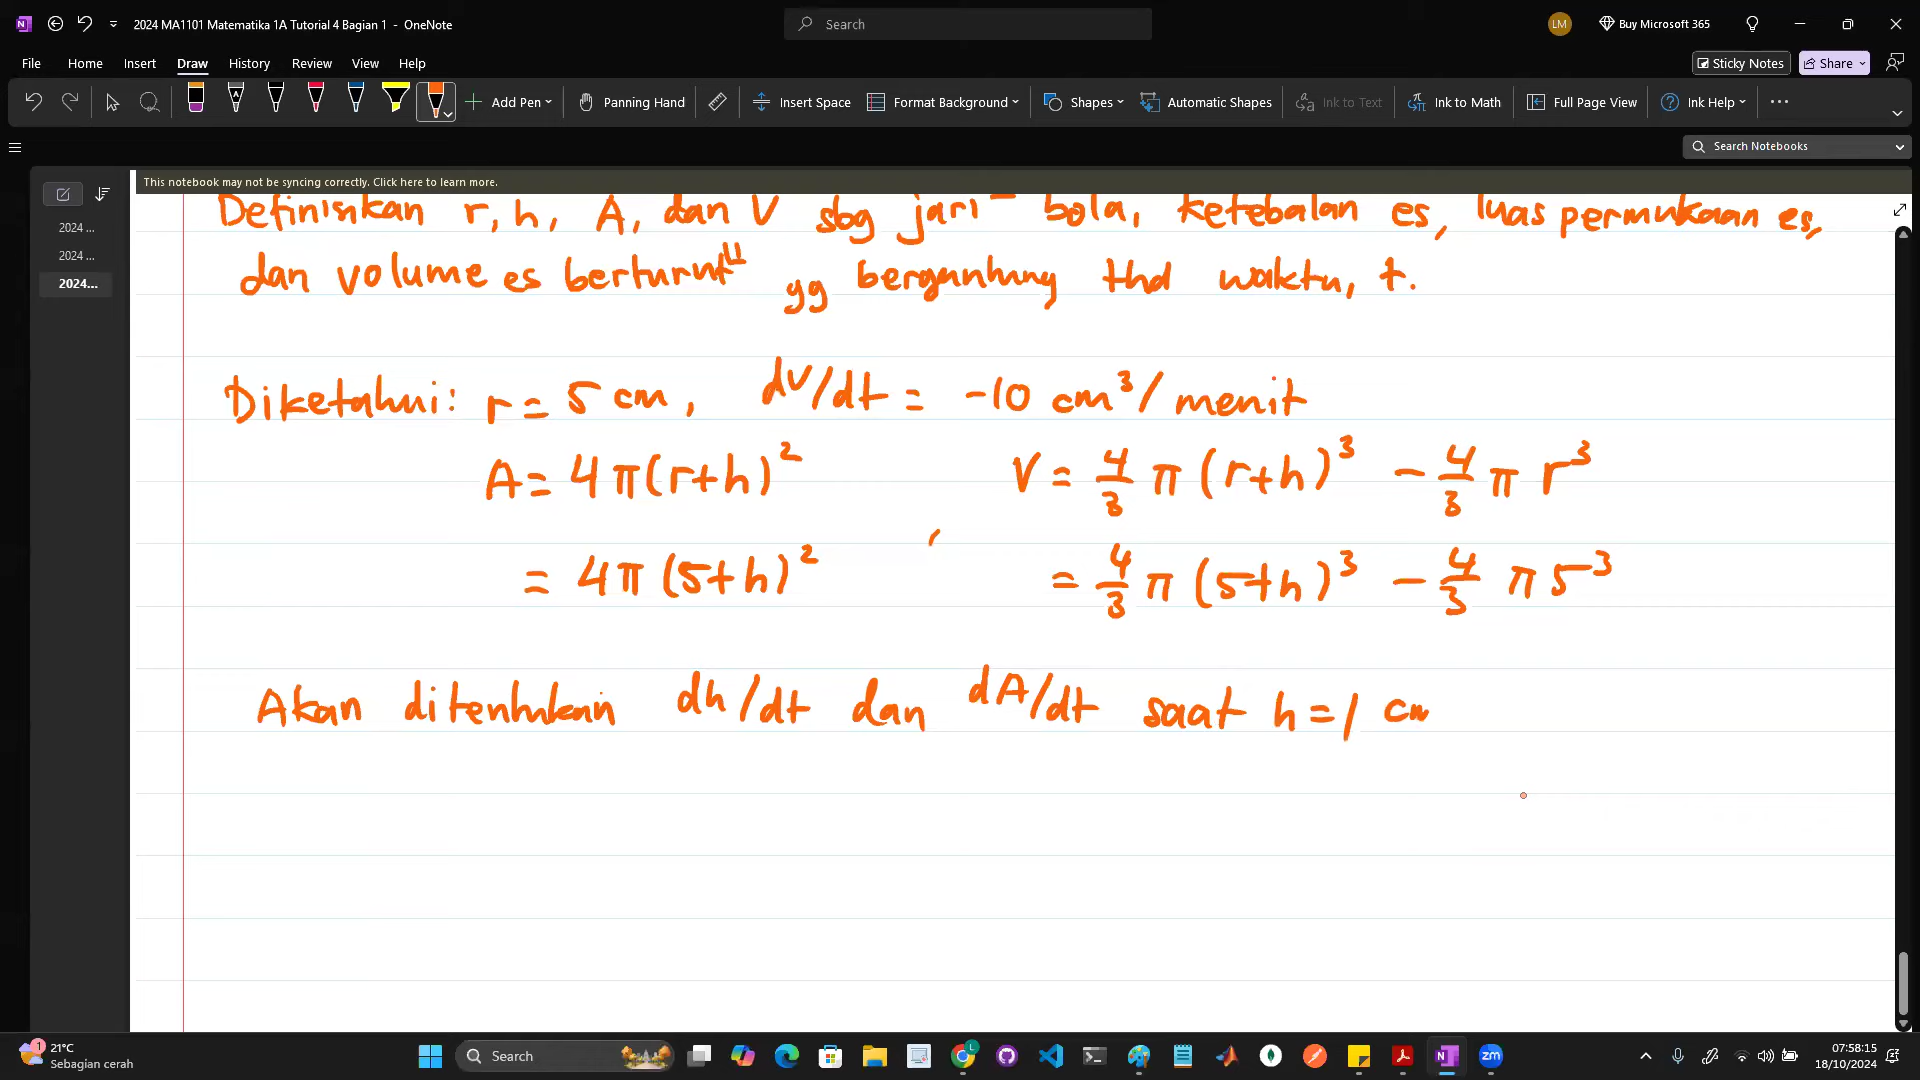 2024 MA1101 Matematika 1A Tutorial 4 Bagian 1 - OneNote
Search
LM
Buy Microsoft 365
File Home Insert Draw History Review View Help
Sticky Notes
Share
Add Pen
Panning Hand
Insert Space
Format Background
Shapes
Automatic Shapes
Ink to Text
Ink to Math
Full Page View
Ink Help
Search Notebooks
This notebook may not be syncing correctly. Click here to learn more.
2024 ...
2024 ...
2024...
Definisikan r, h, A, dan V sbg jari= bola, ketebalan es, luas permukaan es,
dan volume es berturut" yg bergantung thd waktu, t.
Diketahui: r = 5 cm, dV/dt = -10 cm³/menit
A = 4π(r+h)² V = 4/3 π (r+h)³ - 4/3 π r³
= 4π(5+h)² , = 4/3 π (5+h)³ - 4/3 π 5³
Akan ditentukan dh/dt dan dA/dt saat h = 1 cm
1
21°C
Sebagian cerah
Search
zm
07:58:15
18/10/2024